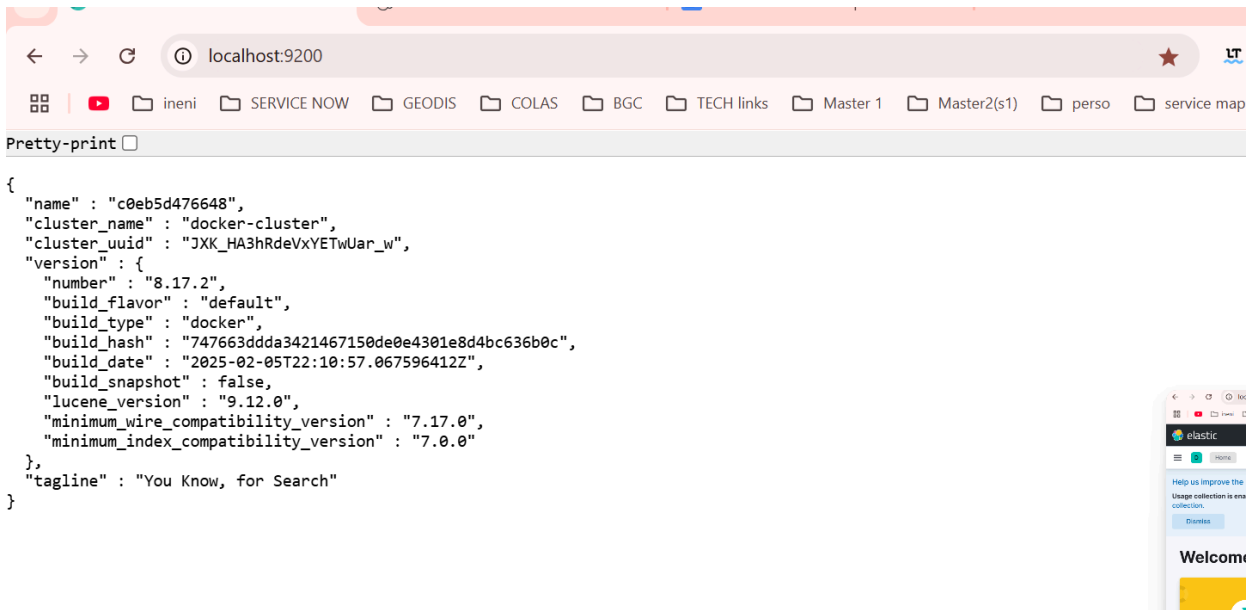 localhost:9200
LT
ineni SERVICE NOW GEODIS COLAS BGC TECH links Master 1 Master2(s1) perso service map
Pretty-print
{
"name" : "c0eb5d476648",
"cluster_name" : "docker-cluster",
"cluster_uuid" : "JXK_HA3hRdeVxYETwUar_w",
"version" : {
"number" : "8.17.2",
"build_flavor" : "default",
"build_type" : "docker",
"build_hash" : "747663ddda3421467150de0e4301e8d4bc636b0c",
"build_date" : "2025-02-05T22:10:57.067596412Z",
"build_snapshot" : false,
"lucene_version" : "9.12.0",
"minimum_wire_compatibility_version" : "7.17.0",
"minimum_index_compatibility_version" : "7.0.0"
},
"tagline" : "You Know, for Search"
}
elastic
D Home
Help us improve the
Usage collection is ena
collection.
Dismiss
Welcome